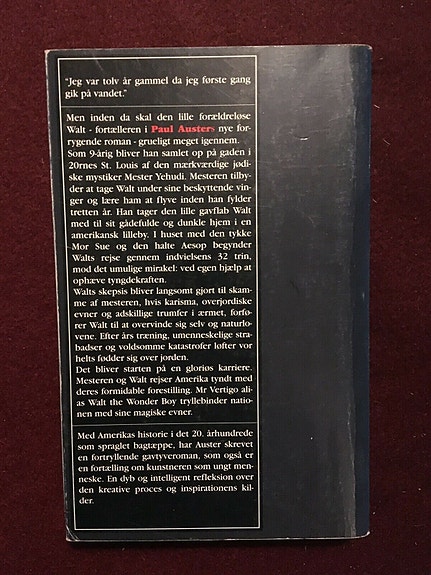 "Jeg var tolv år gammel da jeg første gang
gik på vandet."
Men inden da skal den lille forældreløse
Walt - fortælleren i Paul Austers nye for-
rygende roman - grueligt meget igennem.
Som 9-årig bliver han samlet op på gaden i
20rnes St. Louis af den mærkværdige jødi-
ske mystiker Mester Yehudi. Mesteren tilby-
der at tage Walt under sine beskyttende vin-
ger og lære ham at flyve inden han fylder
tretten år. Han tager den lille gavflab Walt
med til sit gådefulde og dunkle hjem i en
amerikansk lilleby. I huset med den tykke
Mor Sue og den halte Aesop begynder
Walts rejse gennem indvielsens 32 trin,
mod det umulige mirakel: ved egen hjælp at
ophæve tyngdekraften.
Walts skepsis bliver langsomt gjort til skam-
me af mesteren, hvis karisma, overjordiske
evner og adskillige trumfer i ærmet, forfø-
rer Walt til at overvinde sig selv og naturlo-
vene. Efter års træning, umenneskelige stra-
badser og voldsomme katastrofer løfter vor
helts fødder sig over jorden.
Det bliver starten på en gloriøs karriere.
Mesteren og Walt rejser Amerika tyndt med
deres formidable forestilling. Mr Vertigo ali-
as Walt the Wonder Boy tryllebinder natio-
nen med sine magiske evner.
Med Amerikas historie i det 20. århundrede
som spraglet bagtæppe, har Auster skrevet
en fortryllende gavtyveroman, som også er
en fortælling om kunstneren som ungt men-
neske. En dyb og intelligent refleksion over
den kreative proces og inspirationens kil-
der.